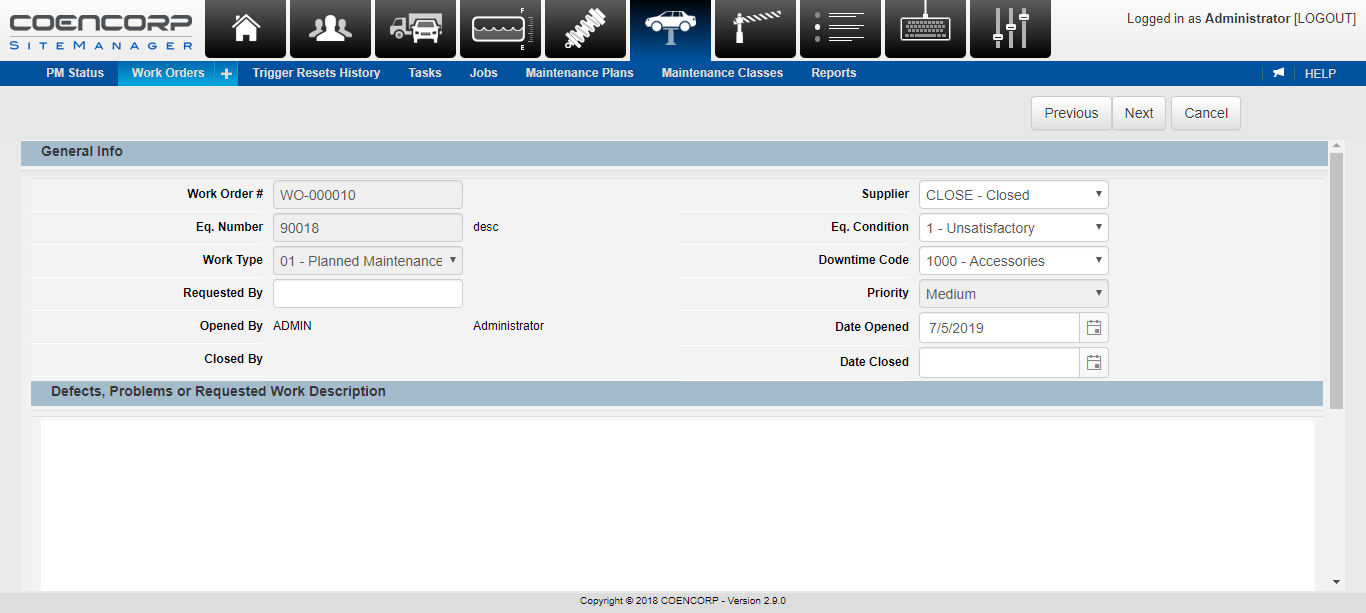 COENCORP
SITEMANAGER
F
E
Logged in as Administrator [LOGOUT]
PM Status Work Orders + Trigger Resets History Tasks Jobs Maintenance Plans Maintenance Classes Reports HELP
Previous Next Cancel
General Info
Work Order # WO-000010 Supplier CLOSE - Closed
Eq. Number 90018 desc Eq. Condition 1 - Unsatisfactory
Work Type 01 - Planned Maintenance Downtime Code 1000 - Accessories
Requested By Priority Medium
Opened By ADMIN Administrator Date Opened 7/5/2019
Closed By Date Closed
Defects, Problems or Requested Work Description
Copyright © 2018 COENCORP - Version 2.9.0